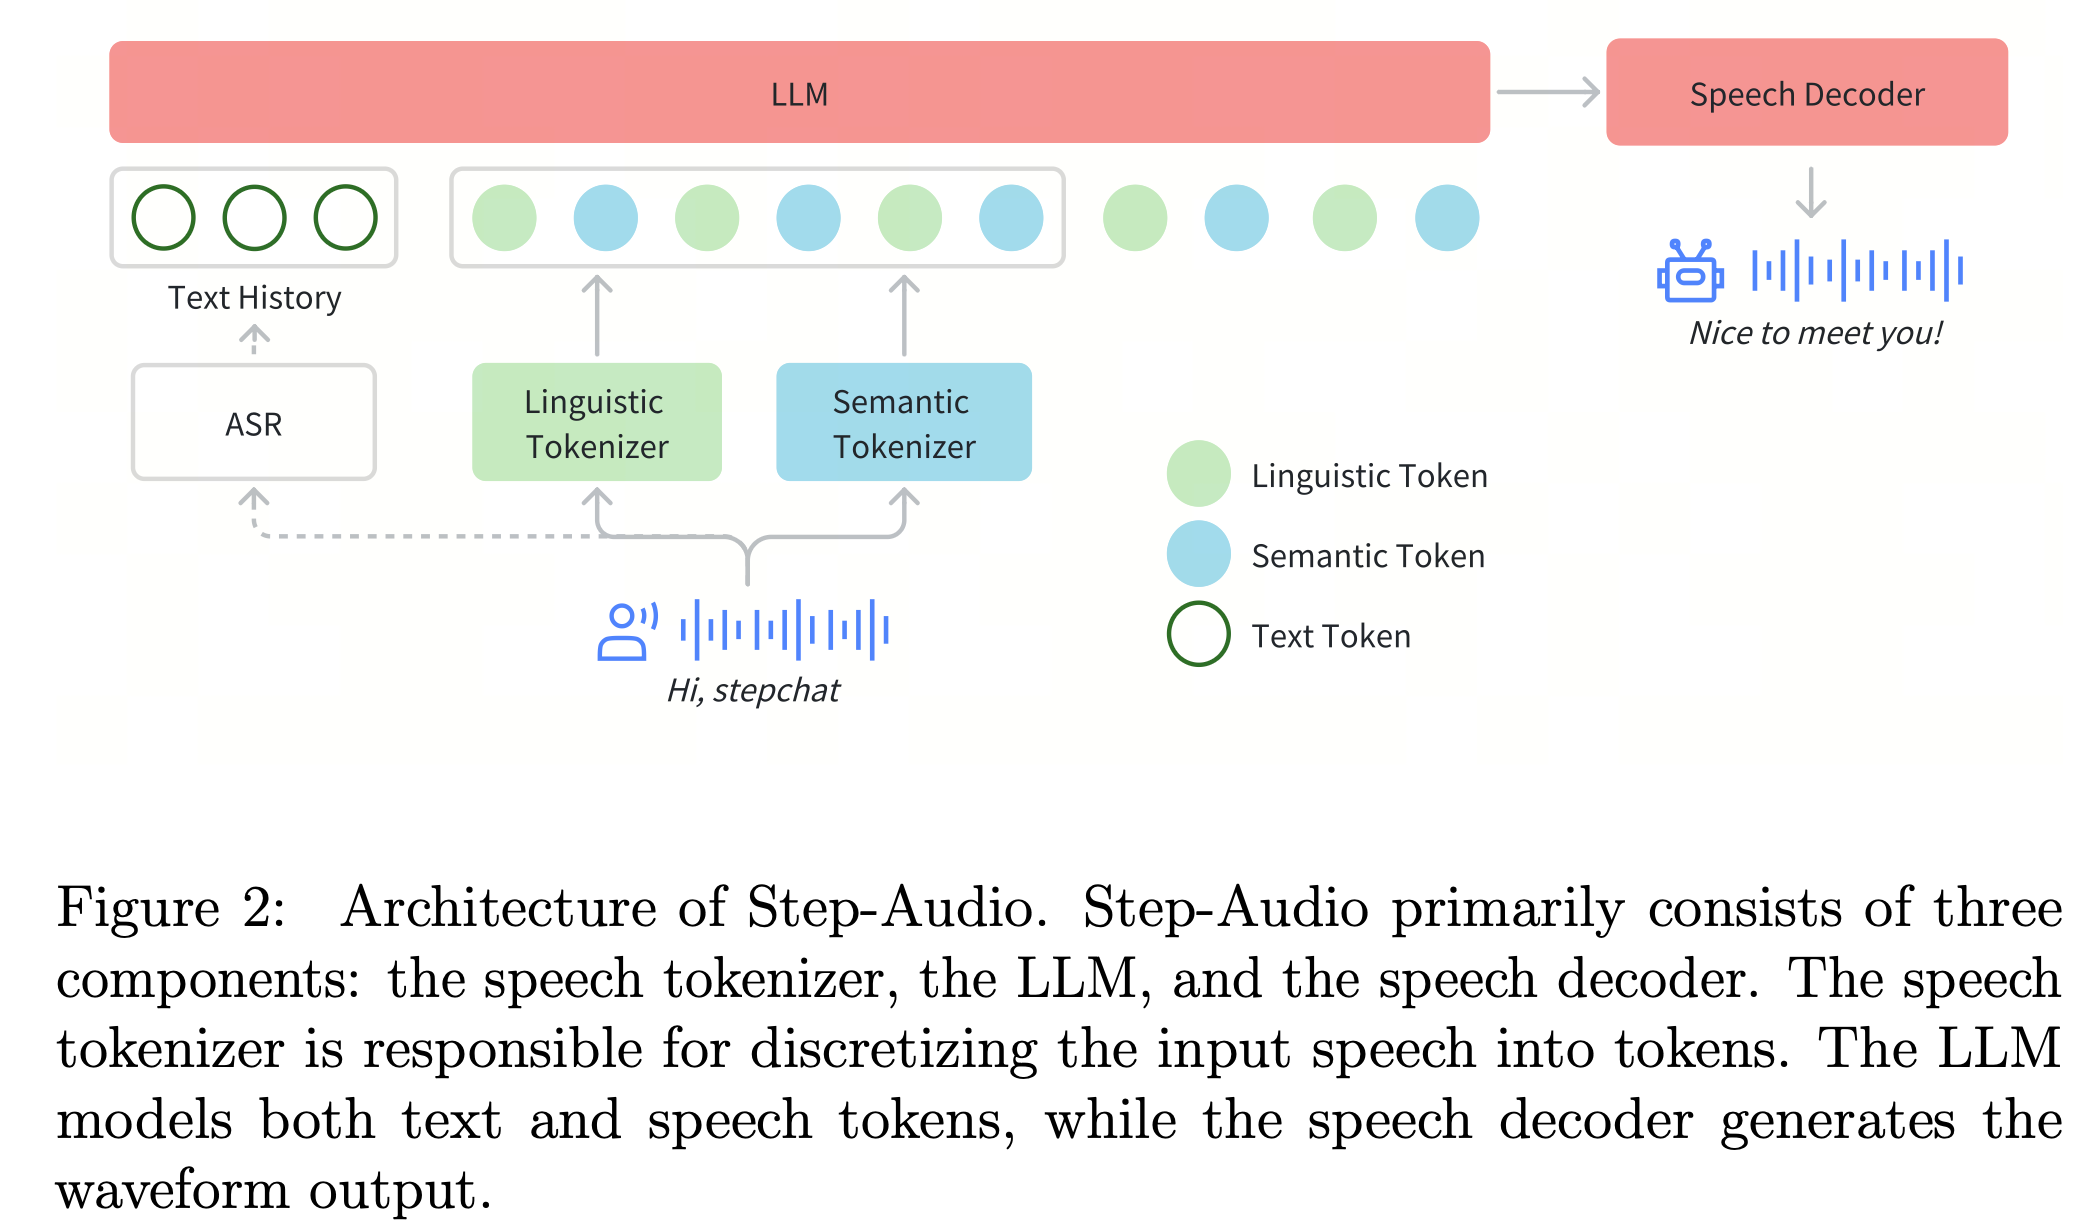 LLM
Speech Decoder
Text History
Nice to meet you!
ASR
Linguistic
Tokenizer
Semantic
Tokenizer
Linguistic Token
Semantic Token
Text Token
Hi, stepchat
Figure 2: Architecture of Step-Audio. Step-Audio primarily consists of three
components: the speech tokenizer, the LLM, and the speech decoder. The speech
tokenizer is responsible for discretizing the input speech into tokens. The LLM
models both text and speech tokens, while the speech decoder generates the
waveform output.